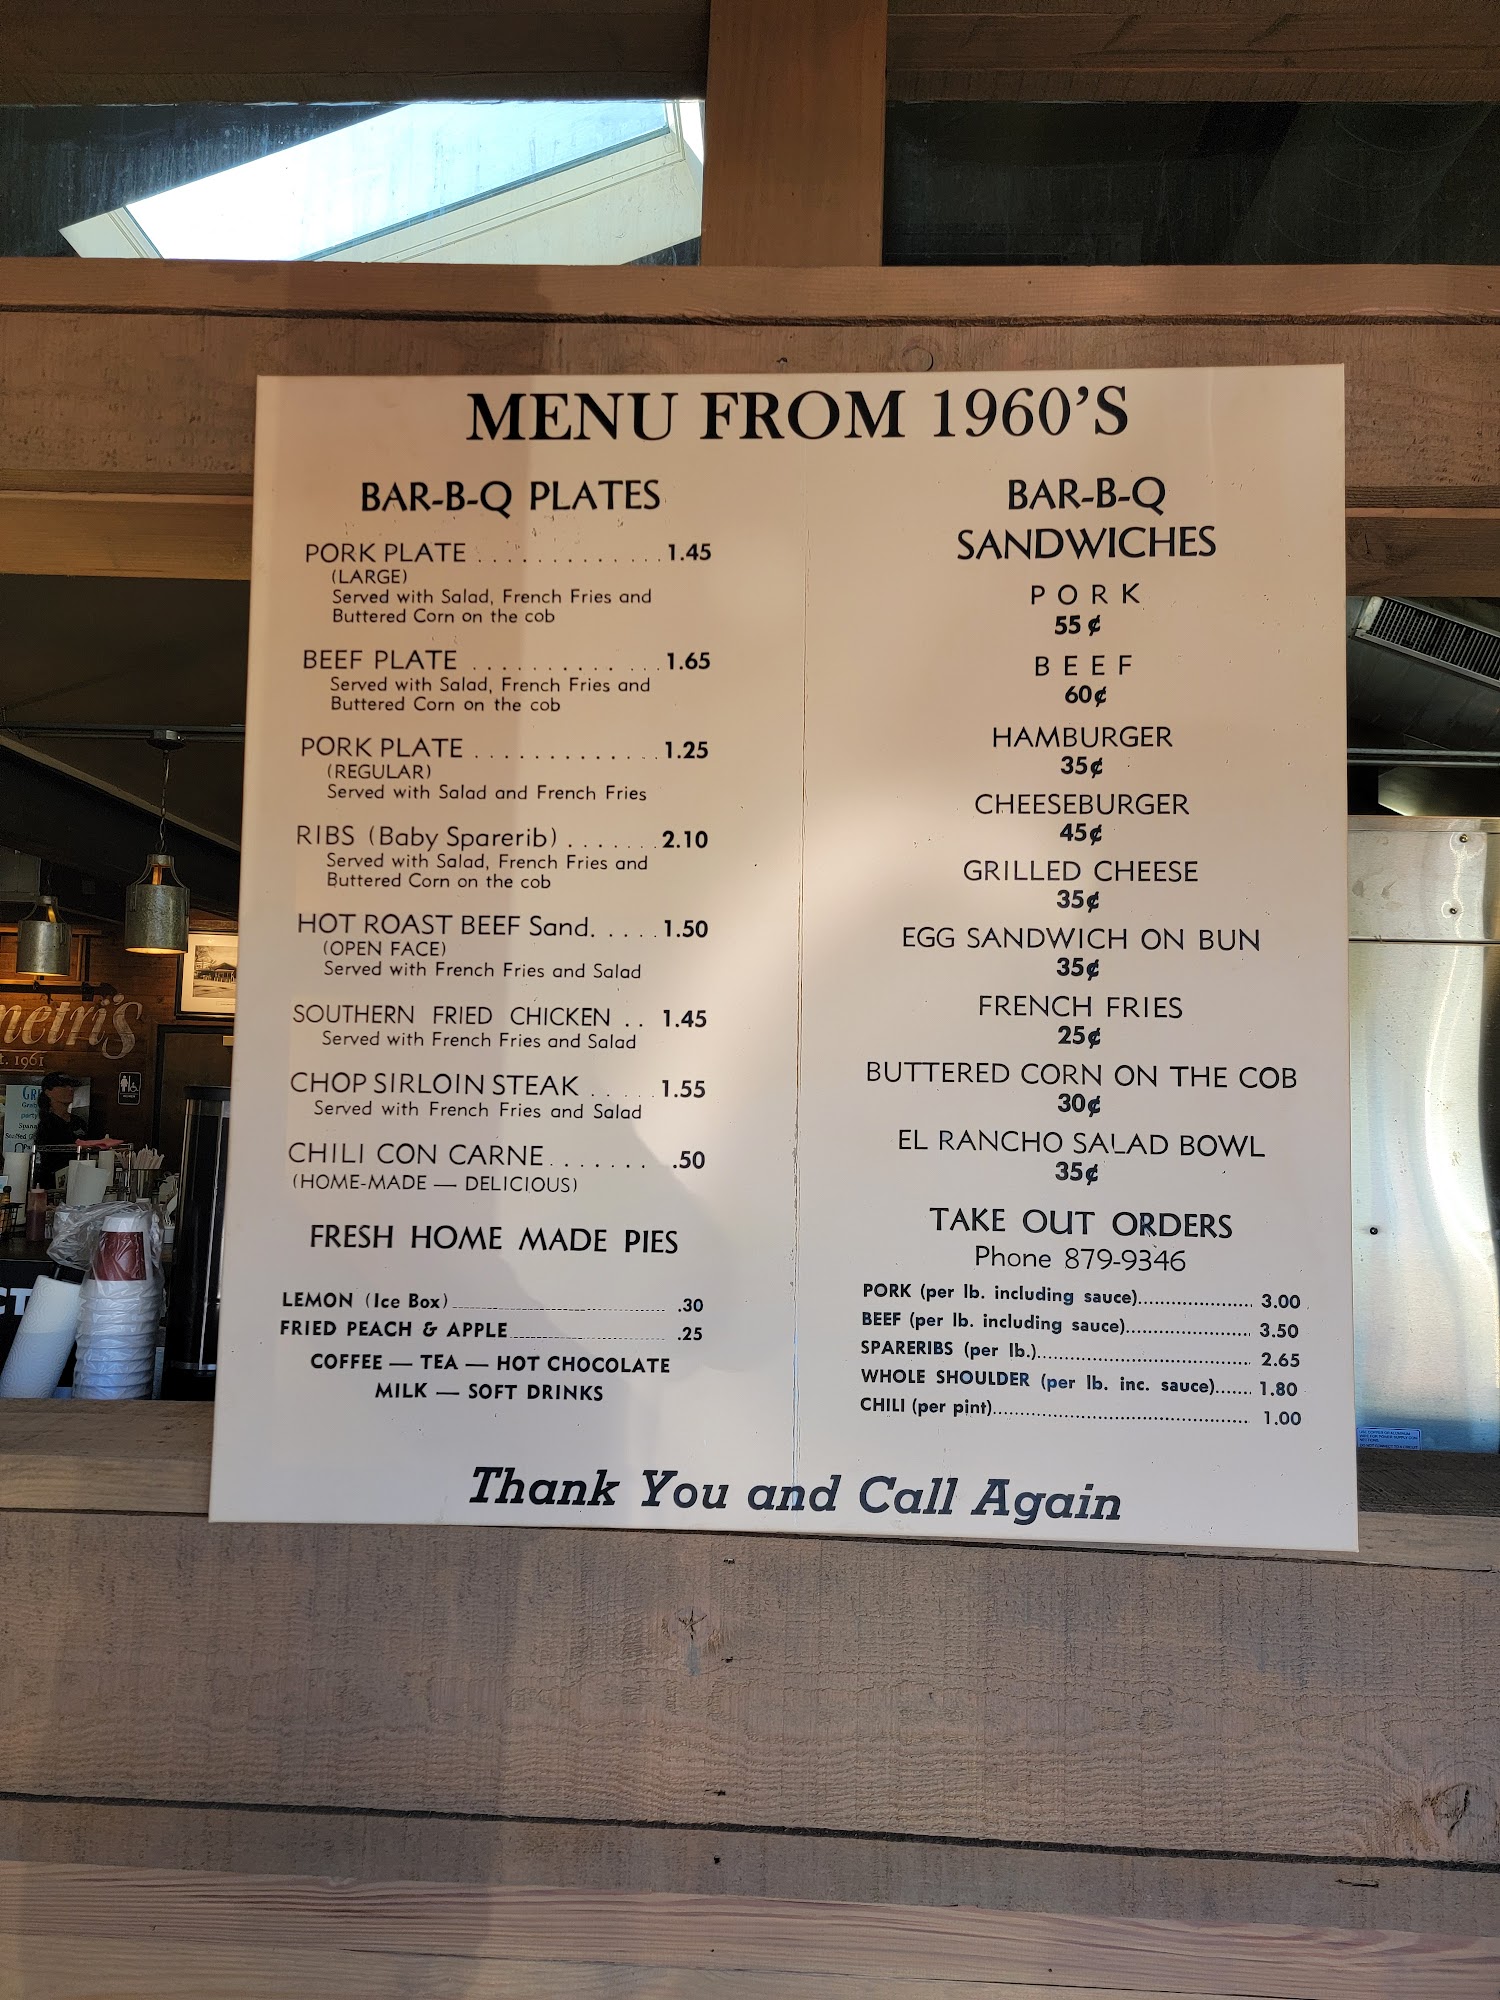 MENU FROM 1960'S
BAR-B-Q PLATES
PORK PLATE . . . . . . . . . . . . . 1.45
(LARGE)
Served with Salad, French Fries and
Buttered Corn on the cob
BEEF PLATE . . . . . . . . . . . . . 1.65
Served with Salad, French Fries and
Buttered Corn on the cob
PORK PLATE . . . . . . . . . . . . . 1.25
(REGULAR)
Served with Salad and French Fries
RIBS (Baby Sparerib) . . . . . . . 2.10
Served with Salad, French Fries and
Buttered Corn on the cob
HOT ROAST BEEF Sand. . . . . 1.50
(OPEN FACE)
Served with French Fries and Salad
SOUTHERN FRIED CHICKEN . . 1.45
Served with French Fries and Salad
CHOP SIRLOIN STEAK . . . . . 1.55
Served with French Fries and Salad
CHILI CON CARNE. . . . . . . .50
(HOME-MADE — DELICIOUS)
FRESH HOME MADE PIES
LEMON (Ice Box) .30
FRIED PEACH & APPLE .25
COFFEE — TEA — HOT CHOCOLATE
MILK — SOFT DRINKS
BAR-B-Q
SANDWICHES
PORK
55¢
BEEF
60¢
HAMBURGER
35¢
CHEESEBURGER
45¢
GRILLED CHEESE
35¢
EGG SANDWICH ON BUN
35¢
FRENCH FRIES
25¢
BUTTERED CORN ON THE COB
30¢
EL RANCHO SALAD BOWL
35¢
TAKE OUT ORDERS
Phone 879-9346
PORK (per lb. including sauce) 3.00
BEEF (per lb. including sauce) 3.50
SPARERIBS (per lb.) 2.65
WHOLE SHOULDER (per lb. inc. sauce) 1.80
CHILI (per pint) 1.00
Thank You and Call Again
netri's
1961